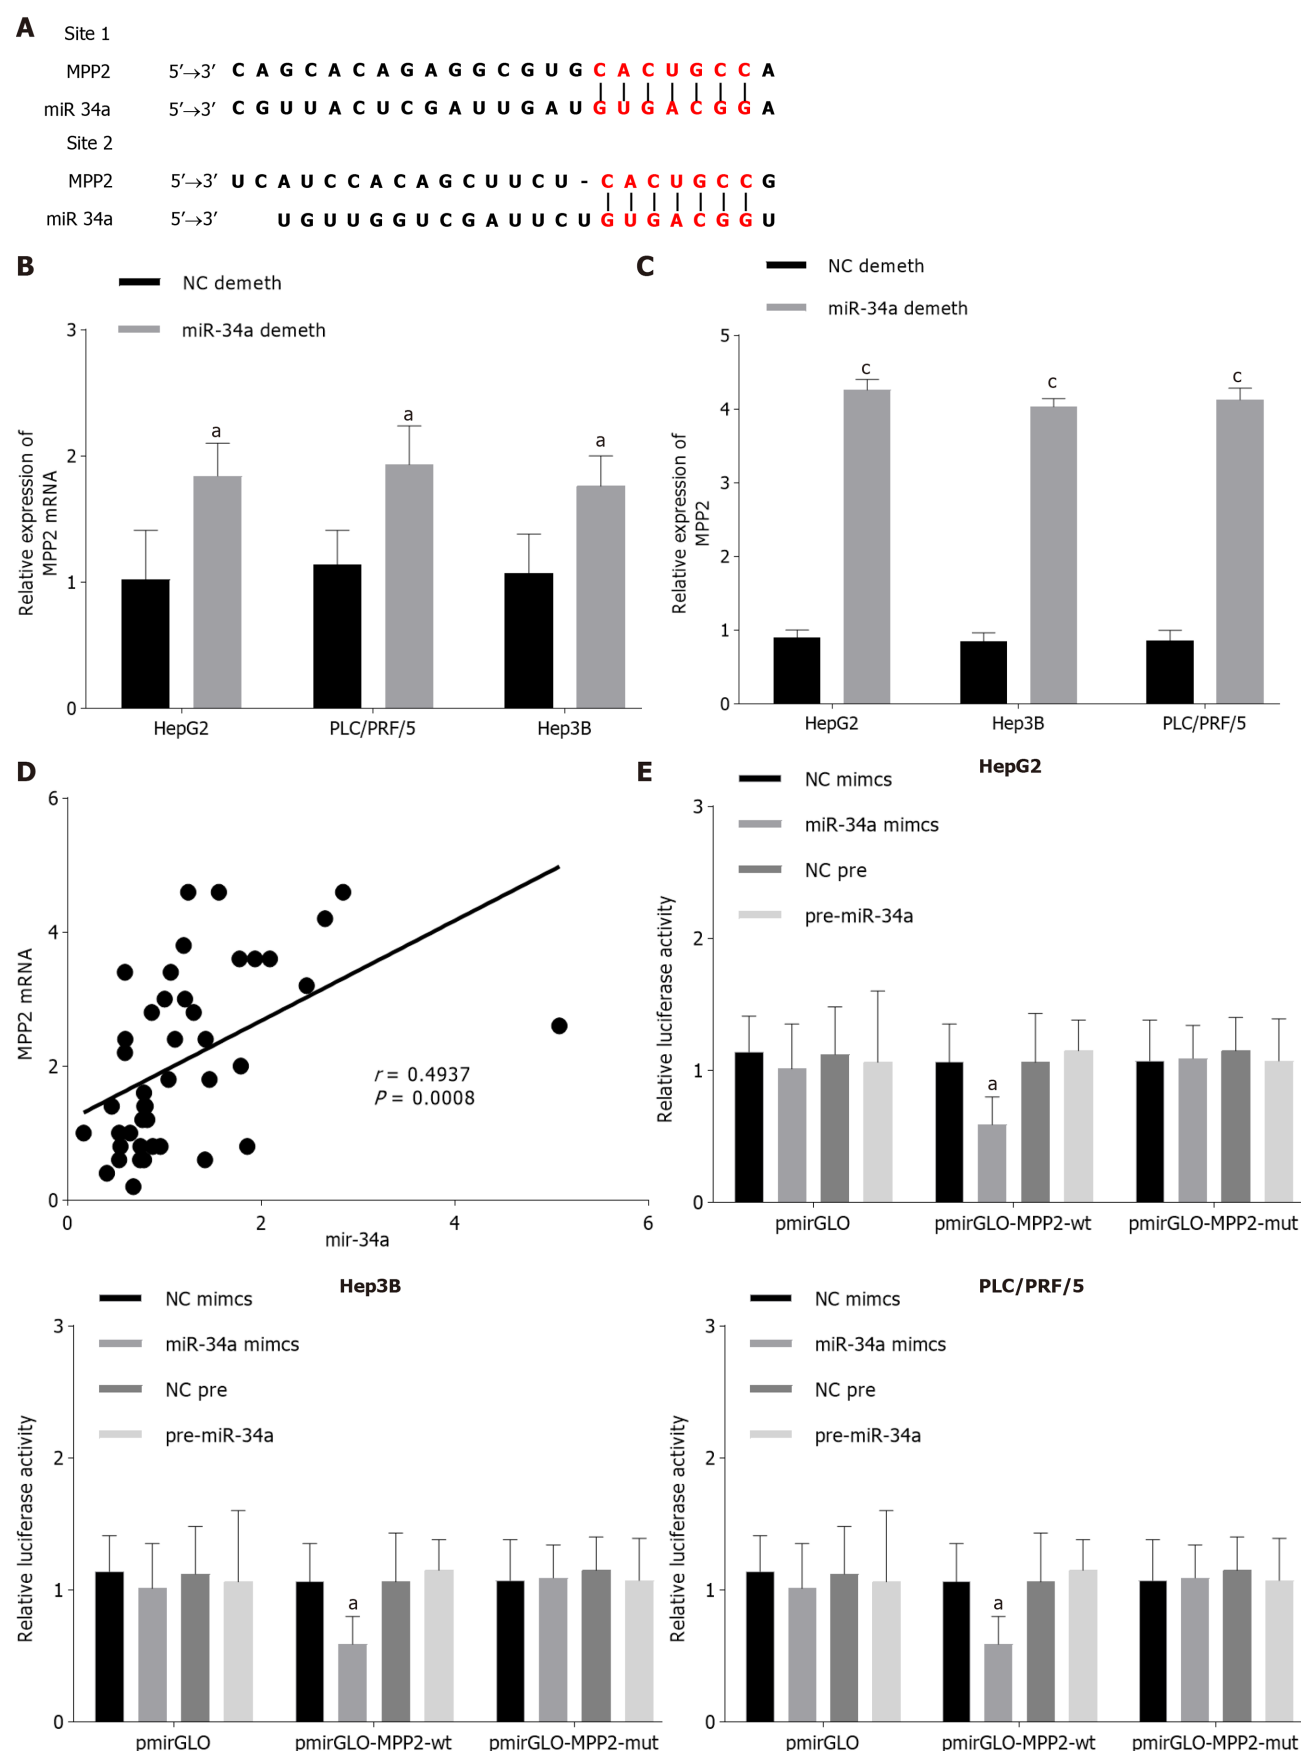 A
Site 1
MPP2 5′→3′ C A G C A C A G A G G C G U G C A C U G C C A
miR 34a 5′→3′ C G U U A C U C G A U U G A U G U G A C G G A
Site 2
MPP2 5′→3′ U C A U C C A C A G C U U C U - C A C U G C C G
miR 34a 5′→3′ U G U U G G U C G A U U C U G U G A C G G U
B
NC demeth
miR-34a demeth
Relative expression of
MPP2 mRNA
3
2
1
0
a
a
a
HepG2 PLC/PRF/5 Hep3B
C
NC demeth
miR-34a demeth
Relative expression of
MPP2
5
4
3
2
1
0
c
c
c
HepG2 Hep3B PLC/PRF/5
D
MPP2 mRNA
6
4
2
0
r = 0.4937
P = 0.0008
0 2 4 6
mir-34a
E
HepG2
NC mimcs
miR-34a mimcs
NC pre
pre-miR-34a
Relative luciferase activity
3
2
1
0
a
pmirGLO pmirGLO-MPP2-wt pmirGLO-MPP2-mut
Hep3B
NC mimcs
miR-34a mimcs
NC pre
pre-miR-34a
Relative luciferase activity
3
2
1
0
a
pmirGLO pmirGLO-MPP2-wt pmirGLO-MPP2-mut
PLC/PRF/5
NC mimcs
miR-34a mimcs
NC pre
pre-miR-34a
Relative luciferase activity
3
2
1
0
a
pmirGLO pmirGLO-MPP2-wt pmirGLO-MPP2-mut